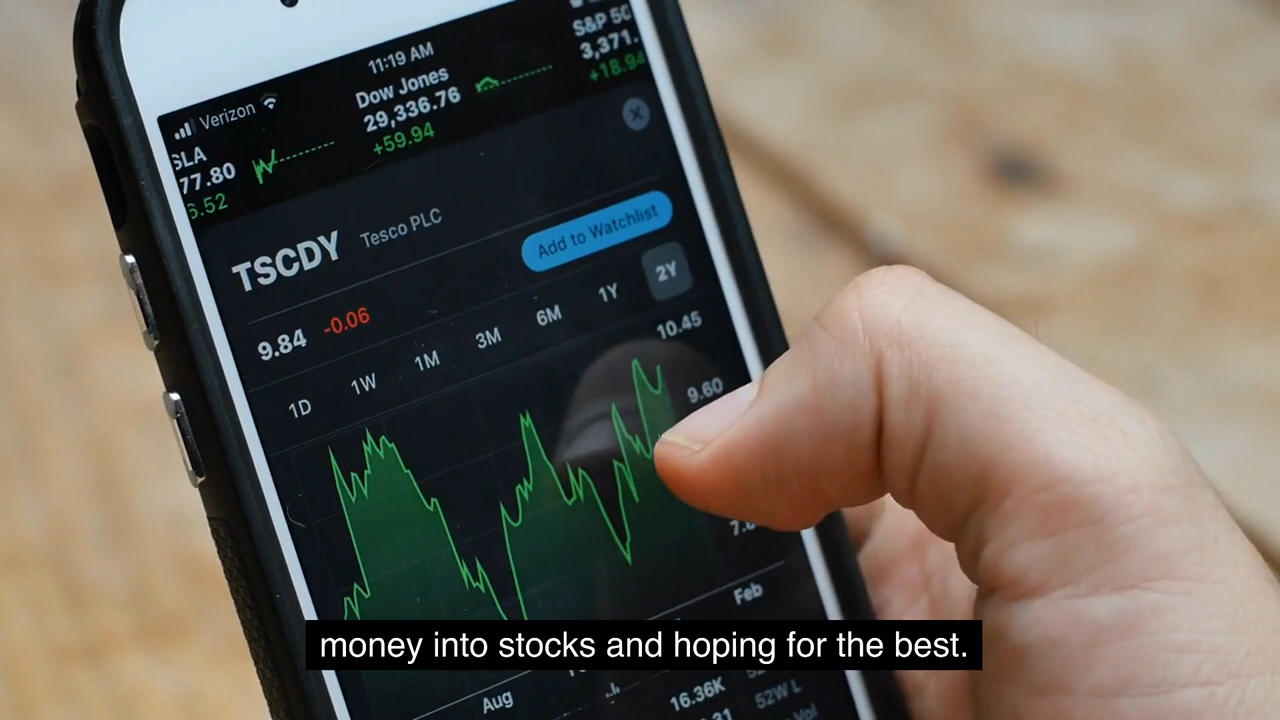 11:19 AM
Verizon
SLA
77.80
6.52
Dow Jones
29,336.76
+59.94
S&P 50
3,371.
+18.94
TSCDY Tesco PLC
Add to Watchlist
9.84 -0.06
1D 1W 1M 3M 6M 1Y 2Y
10.45
9.60
Aug
Feb
16.36K
52W L
money into stocks and hoping for the best.